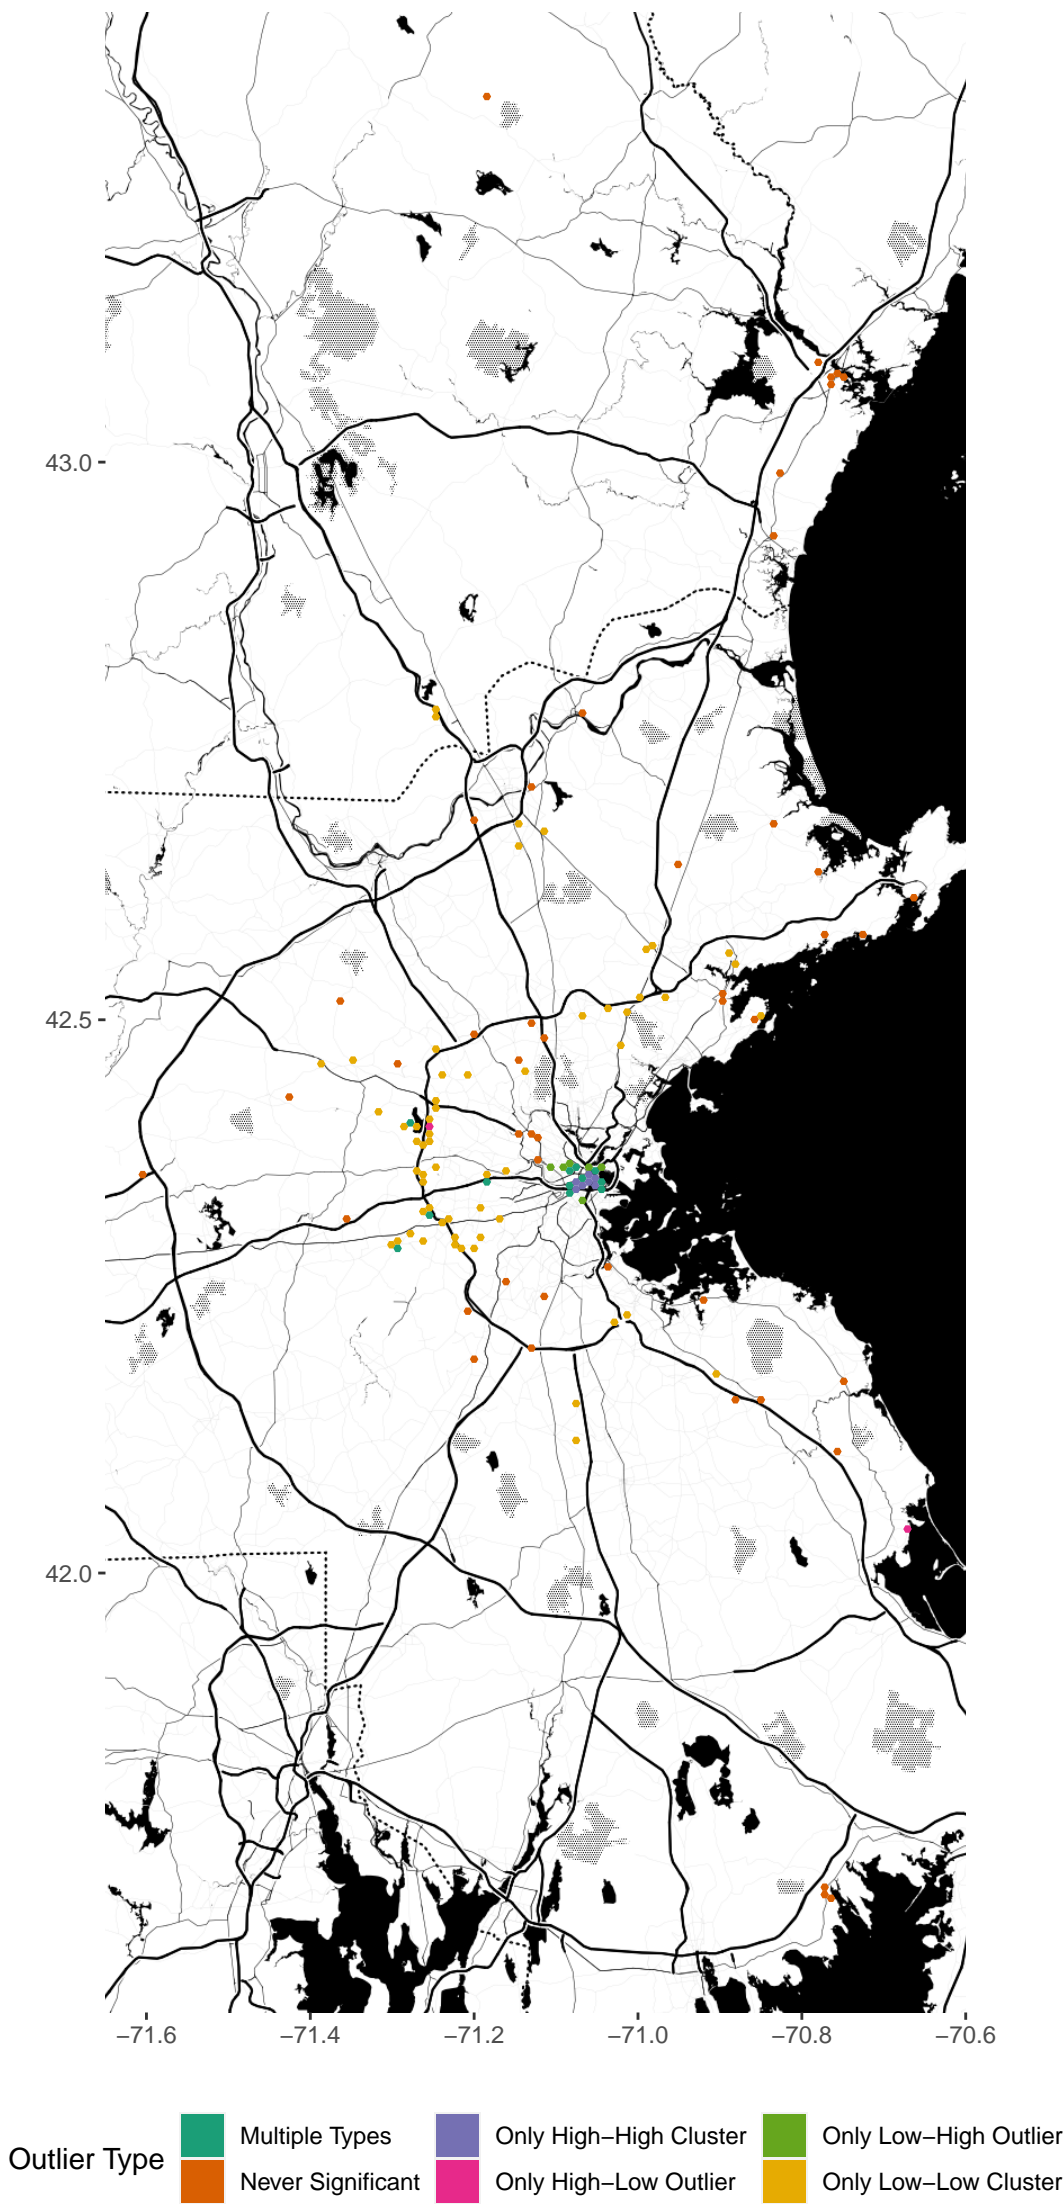 43.0
42.5
42.0
−71.6 −71.4 −71.2 −71.0 −70.8 −70.6
Outlier Type
Multiple Types Only High−High Cluster Only Low−High Outlier
Never Significant Only High−Low Outlier Only Low−Low Cluster